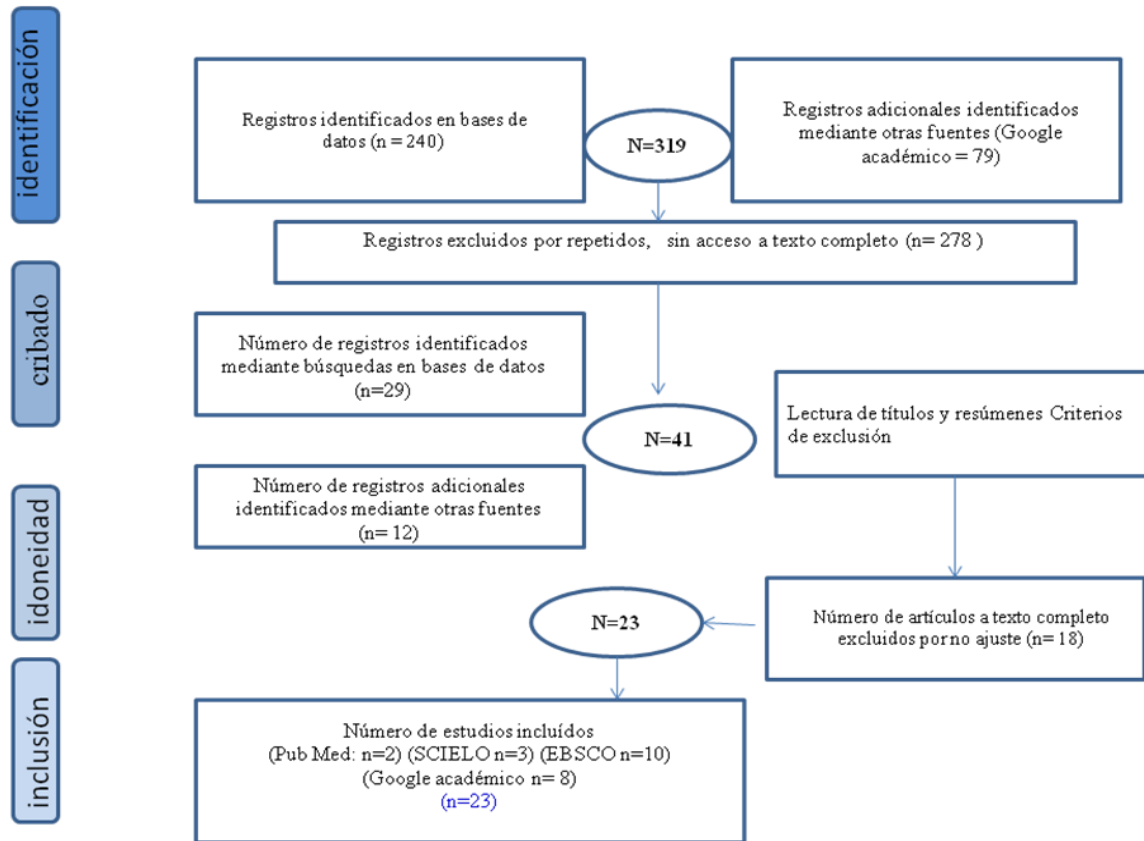 identificación
Registros identificados en bases de
datos (n = 240)
N=319
Registros adicionales identificados
mediante otras fuentes (Google
académico = 79)
Registros excluidos por repetidos, sin acceso a texto completo (n= 278 )
cribado
Número de registros identificados
mediante búsquedas en bases de datos
(n=29)
N=41
Lectura de títulos y resúmenes Criterios
de exclusión
Número de registros adicionales
identificados mediante otras fuentes
(n= 12)
idoneidad
N=23
Número de artículos a texto completo
excluidos por no ajuste (n= 18)
inclusión
Número de estudios incluídos
(Pub Med: n=2) (SCIELO n=3) (EBSCO n=10)
(Google académico n= 8)
(n=23)